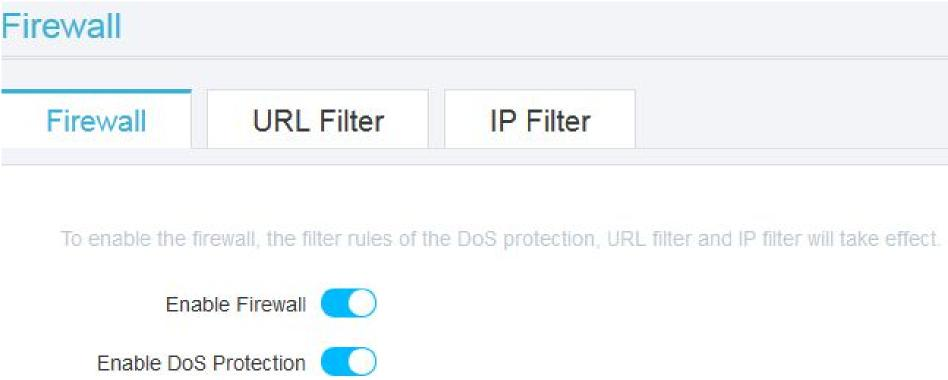 Firewall
Firewall URL Filter IP Filter
To enable the firewall, the filter rules of the DoS protection, URL filter and IP filter will take effect.
Enable Firewall
Enable DoS Protection